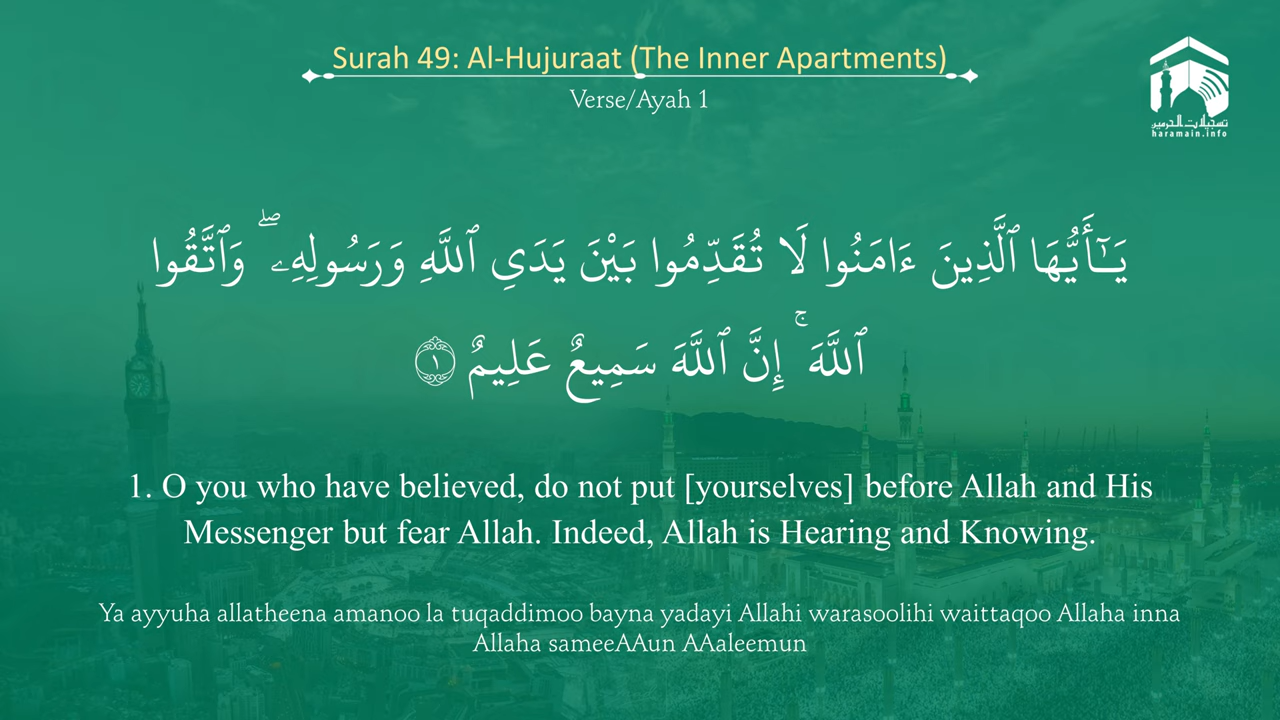 Surah 49: Al-Hujuraat (The Inner Apartments)
Verse/Ayah 1
تسجيلات الحرمين
haramain.info
يَـٰٓأَيُّهَا ٱلَّذِينَ ءَامَنُوا لَا تُقَدِّمُوا بَيْنَ يَدَىِ ٱللَّهِ وَرَسُولِهِۦ ۖ وَٱتَّقُوا
ٱللَّهَ ۚ إِنَّ ٱللَّهَ سَمِيعٌ عَلِيمٌ ١
1. O you who have believed, do not put [yourselves] before Allah and His
Messenger but fear Allah. Indeed, Allah is Hearing and Knowing.
Ya ayyuha allatheena amanoo la tuqaddimoo bayna yadayi Allahi warasoolihi waittaqoo Allaha inna
Allaha sameeAAun AAaleemun